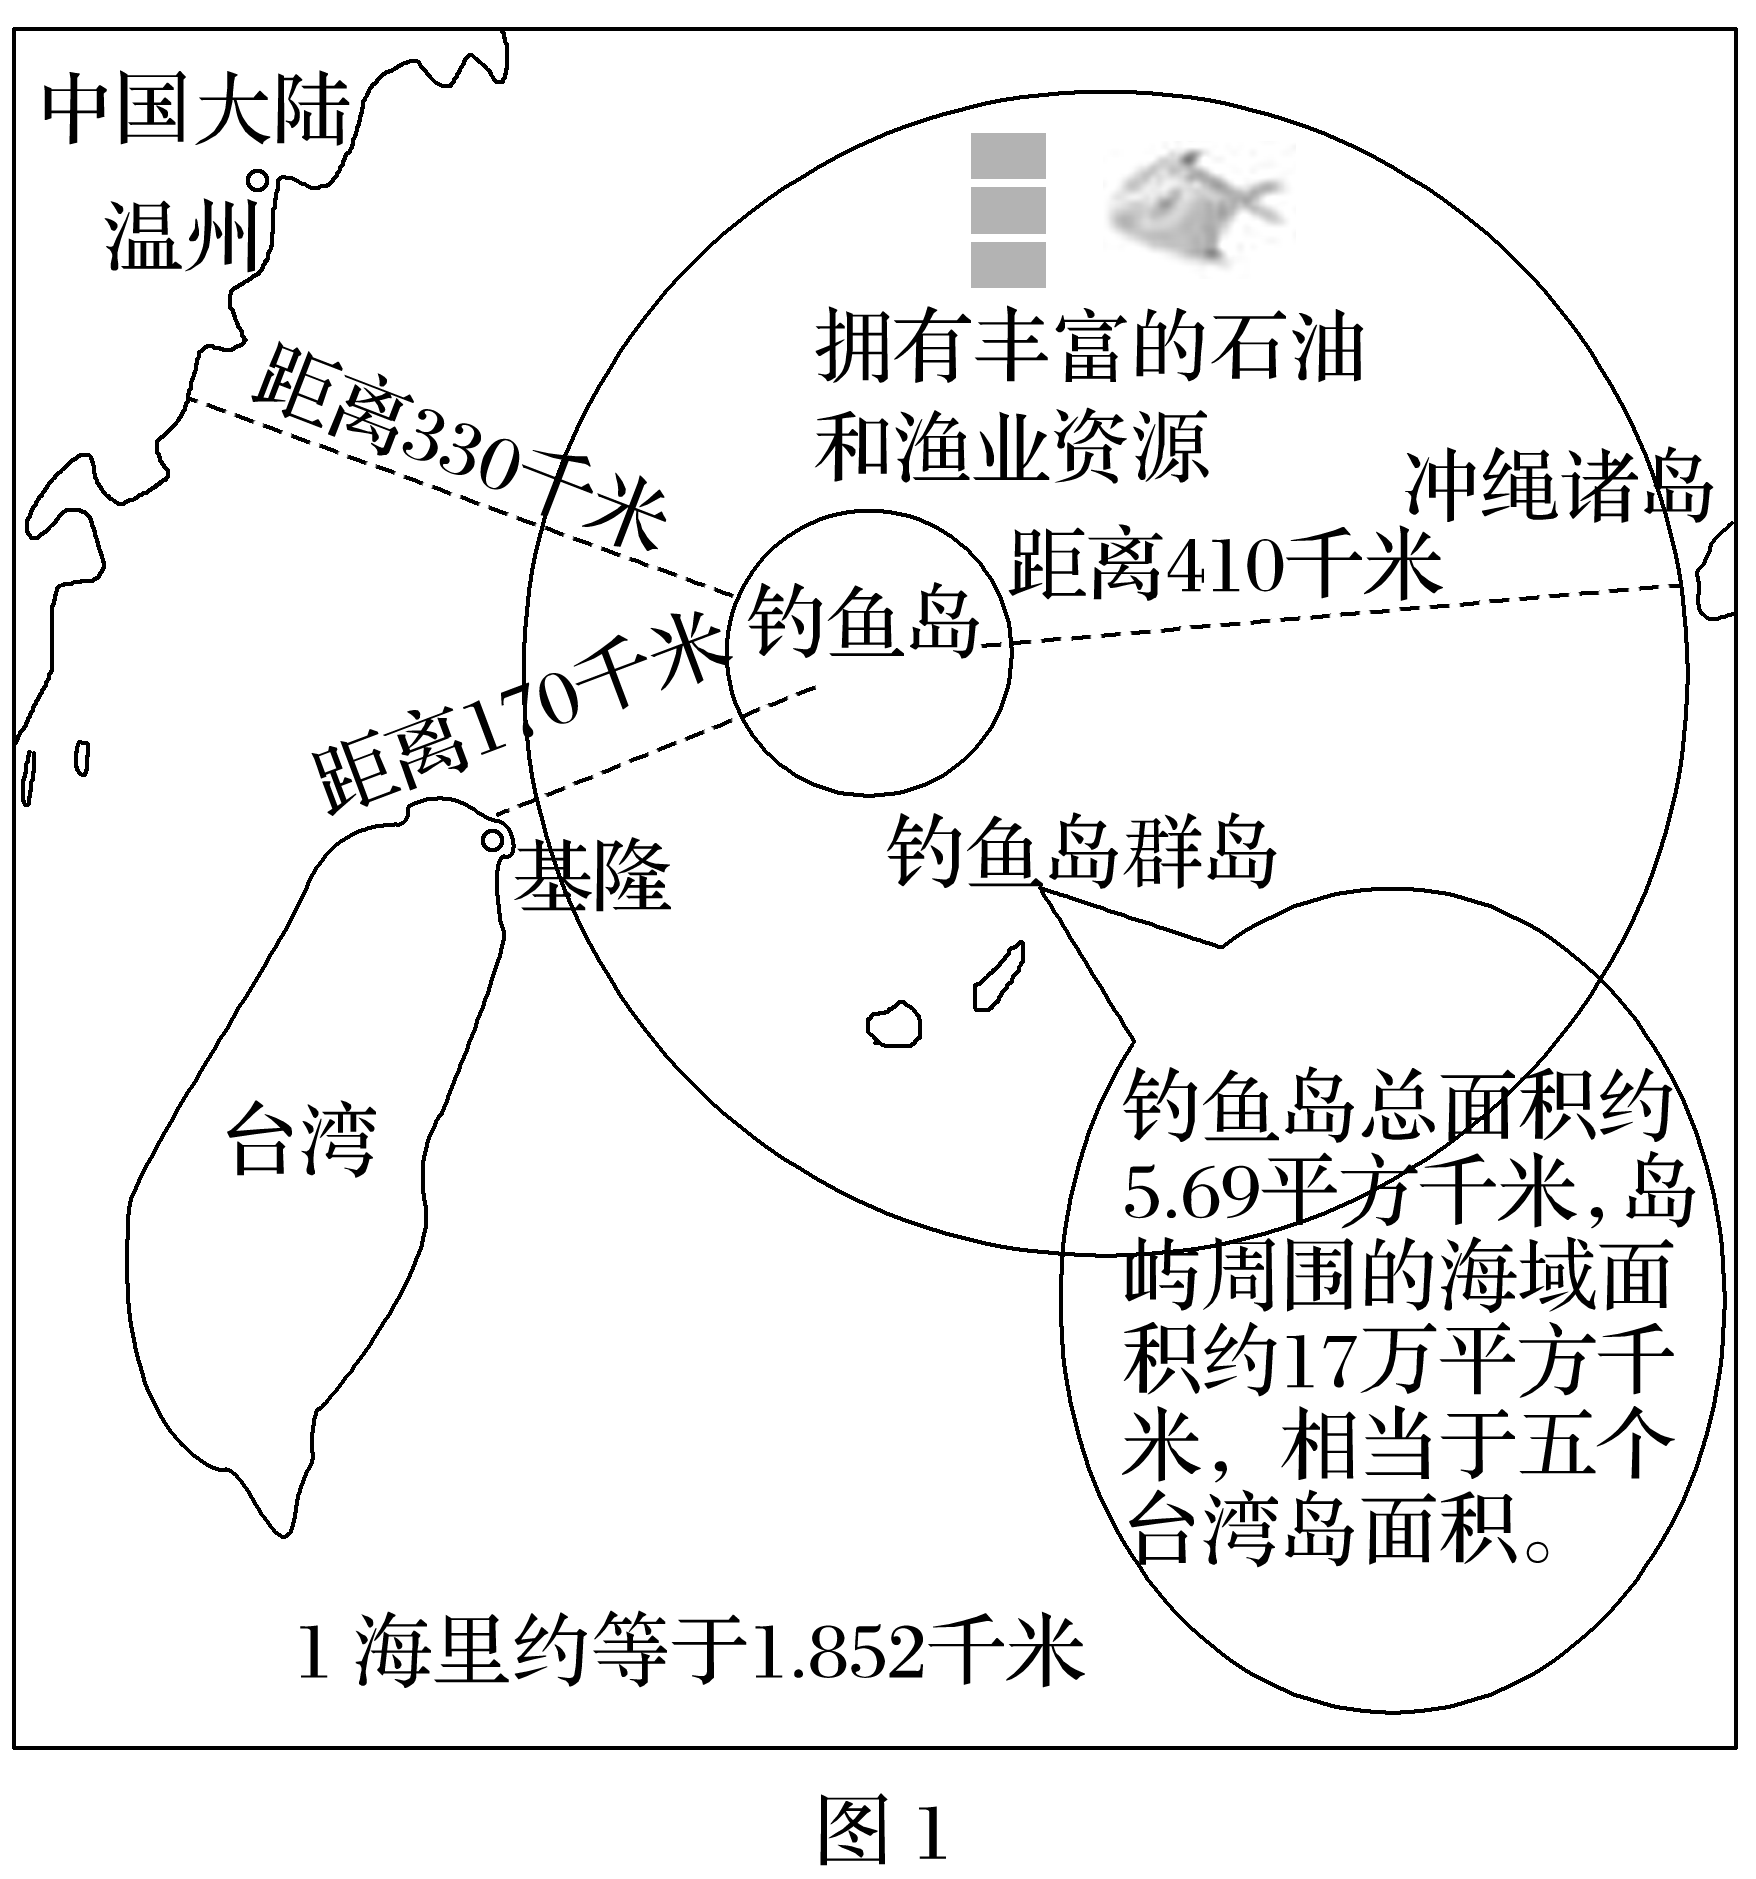 中国大陆
温州
拥有丰富的石油
和渔业资源
距离330千米
冲绳诸岛
距离410千米
钓鱼岛
距离170千米
基隆
钓鱼岛群岛
台湾
钓鱼岛总面积约
5.69平方千米,岛
屿周围的海域面
积约17万平方千
米，相当于五个
台湾岛面积。
1 海里约等于1.852千米
图 1